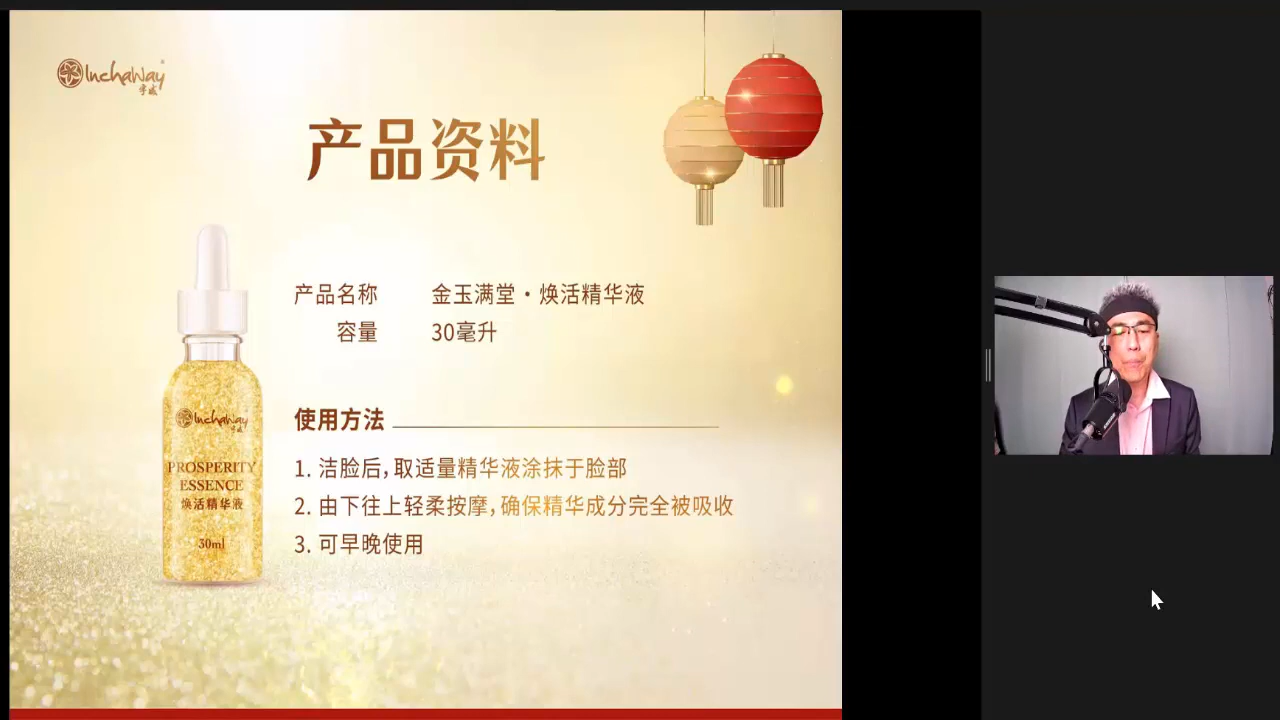 Inchaway
宇威
产品资料
产品名称 金玉满堂·焕活精华液
容量 30毫升
使用方法
1. 洁脸后,取适量精华液涂抹于脸部
2. 由下往上轻柔按摩,确保精华成分完全被吸收
3. 可早晚使用
Inchaway
宇威
PROSPERITY
ESSENCE
焕活精华液
30ml